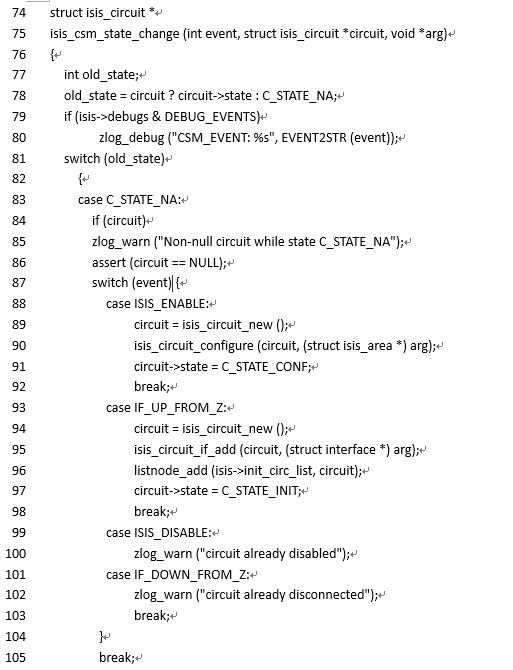 74 struct isis_circuit *
75 isis_csm_state_change (int event, struct isis_circuit *circuit, void *arg)
76 {
77 int old_state;
78 old_state = circuit ? circuit->state : C_STATE_NA;
79 if (isis->debugs & DEBUG_EVENTS)
80 zlog_debug ("CSM_EVENT: %s", EVENT2STR (event));
81 switch (old_state)
82 {
83 case C_STATE_NA:
84 if (circuit)
85 zlog_warn ("Non-null circuit while state C_STATE_NA");
86 assert (circuit == NULL);
87 switch (event) {
88 case ISIS_ENABLE:
89 circuit = isis_circuit_new ();
90 isis_circuit_configure (circuit, (struct isis_area *) arg);
91 circuit->state = C_STATE_CONF;
92 break;
93 case IF_UP_FROM_Z:
94 circuit = isis_circuit_new ();
95 isis_circuit_if_add (circuit, (struct interface *) arg);
96 listnode_add (isis->init_circ_list, circuit);
97 circuit->state = C_STATE_INIT;
98 break;
99 case ISIS_DISABLE:
100 zlog_warn ("circuit already disabled");
101 case IF_DOWN_FROM_Z:
102 zlog_warn ("circuit already disconnected");
103 break;
104 }
105 break;